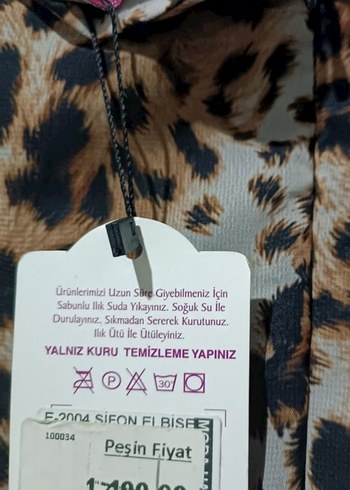 Ürünlerimizi Uzun Süre Giyebilmeniz İçin
Sabunlu Ilık Suda Yıkayınız. Soğuk Su İle
Durulayınız. Sıkmadan Sererek Kurutunuz.
Ilık Ütü İle Ütüleyiniz.
YALNIZ KURU TEMİZLEME YAPINIZ
P
30°
E-2004 ŞİFON ELBİSE
100034
Peşin Fiyat